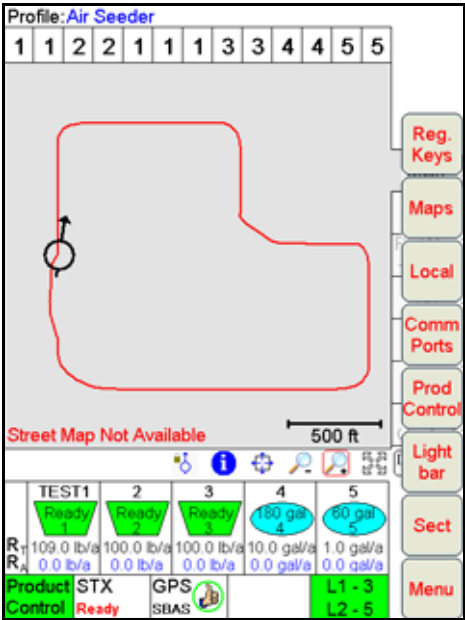 Profile:Air Seeder
1 1 2 2 1 1 1 3 3 4 4 5 5
Reg.
Keys
Maps
Local
Comm
Ports
Prod
Control
Light
bar
Sect
Menu
Street Map Not Available
500 ft
TEST1 2 3 4 5
Ready Ready Ready 180 gal 60 gal
1 2 3 4 5
RT 109.0 lb/a 100.0 lb/a 100.0 lb/a 10.0 gal/a 1.0 gal/a
RA 0.0 lb/a 0.0 lb/a 0.0 lb/a 0.0 gal/a 0.0 gal/a
Product STX GPS L1 - 3
Control Ready SBAS L2 - 5